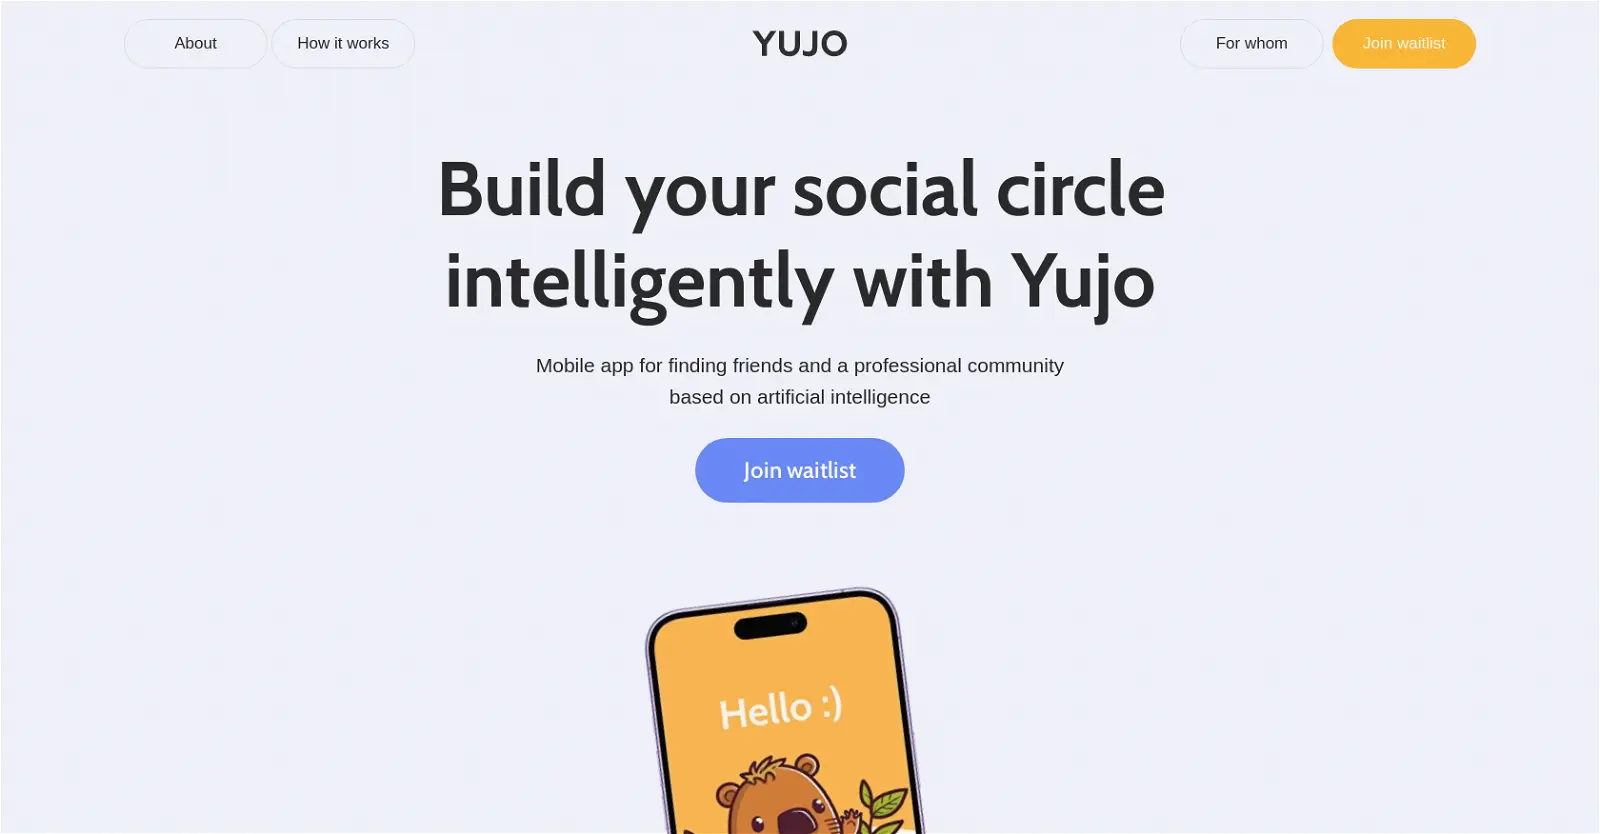 About
How it works
YUJO
For whom
Join waitlist
Build your social circle
intelligently with Yujo
Mobile app for finding friends and a professional community
based on artificial intelligence
Join waitlist
Hello :)